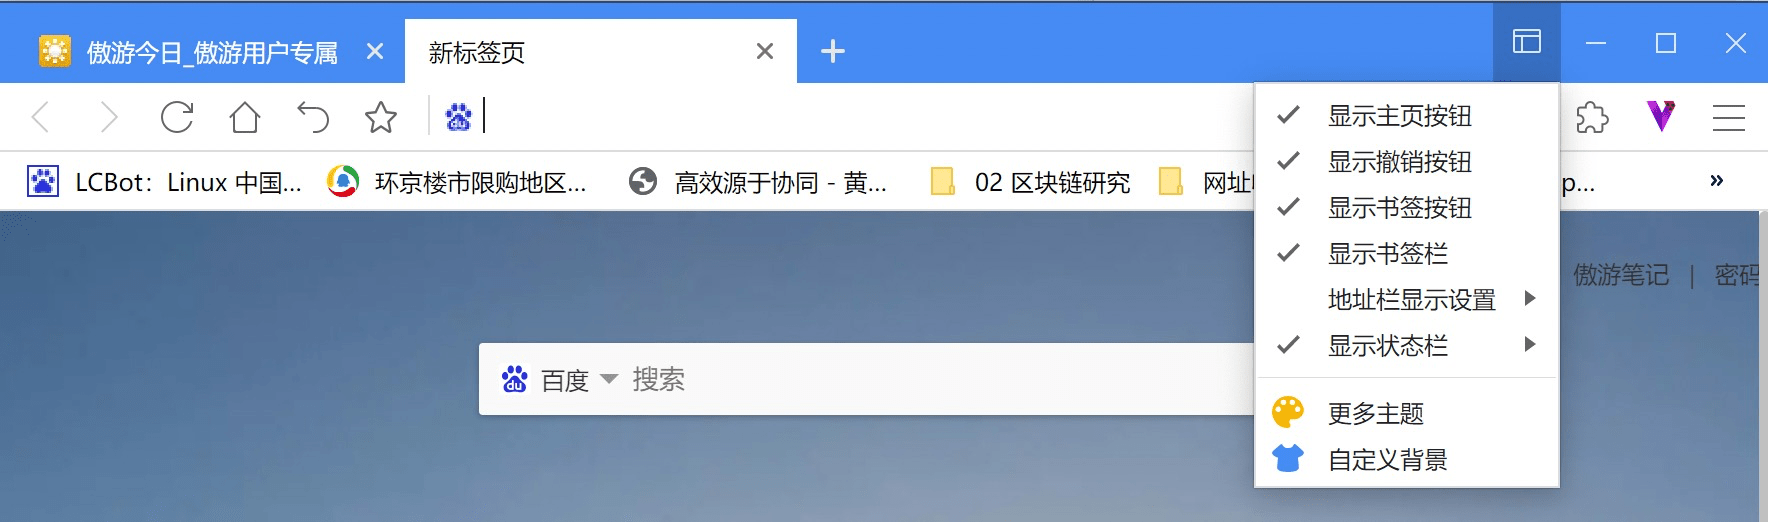 傲游今日_傲游用户专属
新标签页
LCBot：Linux 中国...
环京楼市限购地区...
高效源于协同 - 黄...
02 区块链研究
网址
p...
»
显示主页按钮
显示撤销按钮
显示书签按钮
显示书签栏
地址栏显示设置
显示状态栏
更多主题
自定义背景
傲游笔记 | 密码
du 百度 搜索